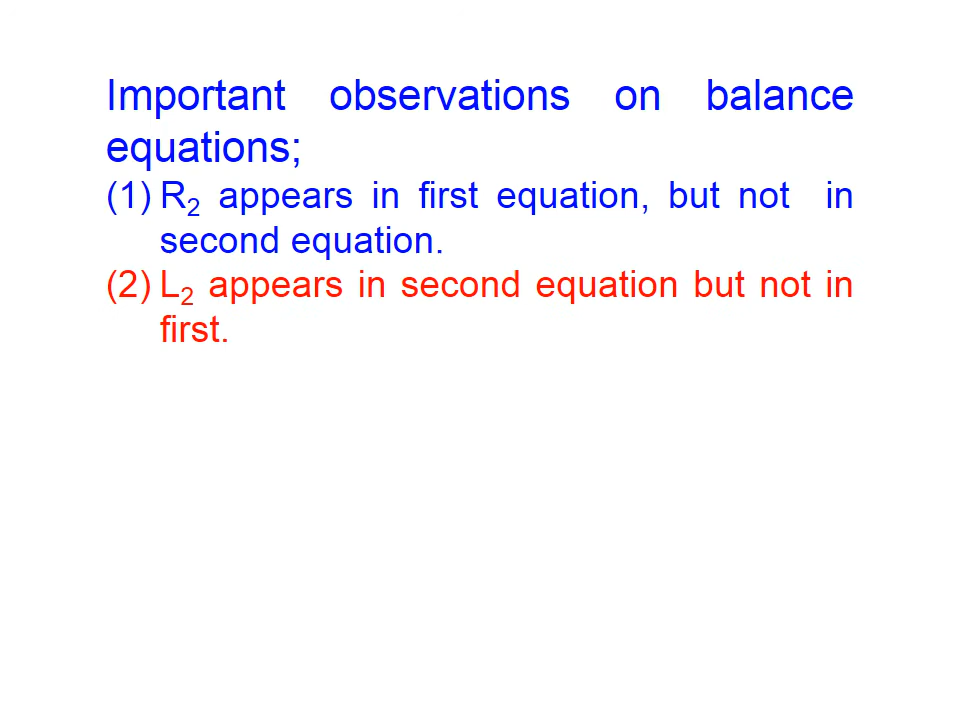 Important observations on balance
equations;
(1) R₂ appears in first equation, but not in
second equation.
(2) L₂ appears in second equation but not in
first.